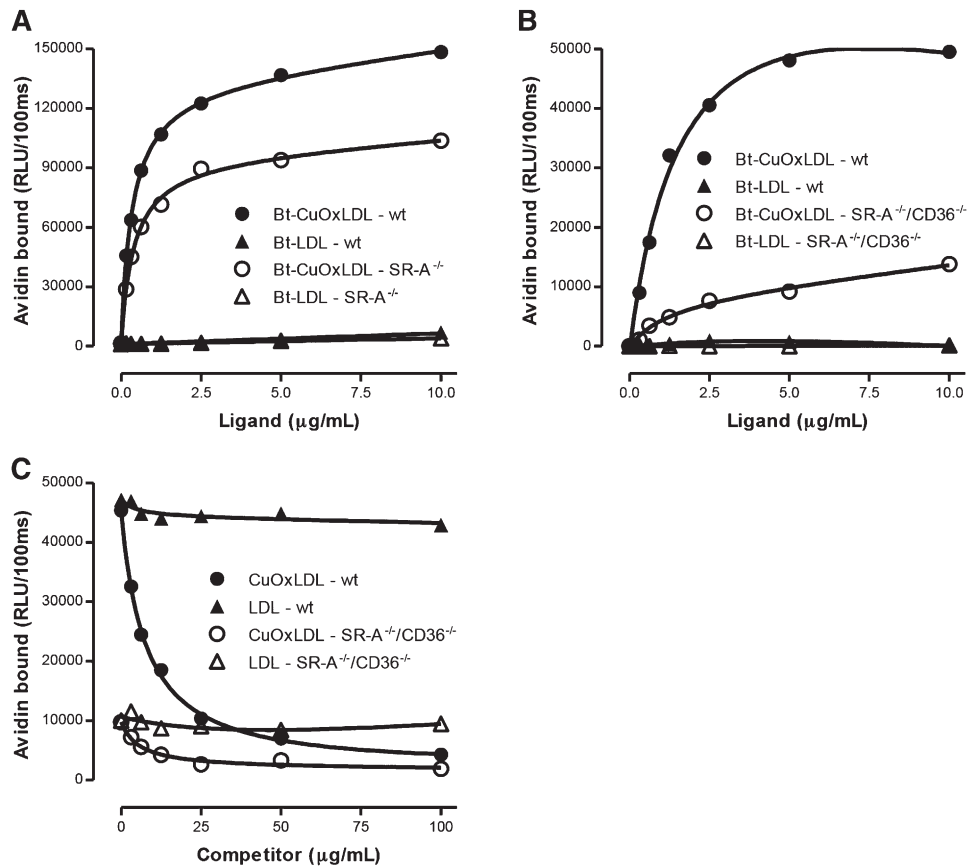 A
Avidin bound (RLU/100ms)
150000
120000
90000
60000
30000
0
Bt-CuOxLDL - wt
Bt-LDL - wt
Bt-CuOxLDL - SR-A-/-
Bt-LDL - SR-A-/-
0.0 2.5 5.0 7.5 10.0
Ligand (µg/mL)
B
Avidin bound (RLU/100ms)
50000
40000
30000
20000
10000
0
Bt-CuOxLDL - wt
Bt-LDL - wt
Bt-CuOxLDL - SR-A-/-/CD36-/-
Bt-LDL - SR-A-/-/CD36-/-
0.0 2.5 5.0 7.5 10.0
Ligand (µg/mL)
C
Avidin bound (RLU/100ms)
50000
40000
30000
20000
10000
0
CuOxLDL - wt
LDL - wt
CuOxLDL - SR-A-/-/CD36-/-
LDL - SR-A-/-/CD36-/-
0 25 50 75 100
Competitor (µg/mL)